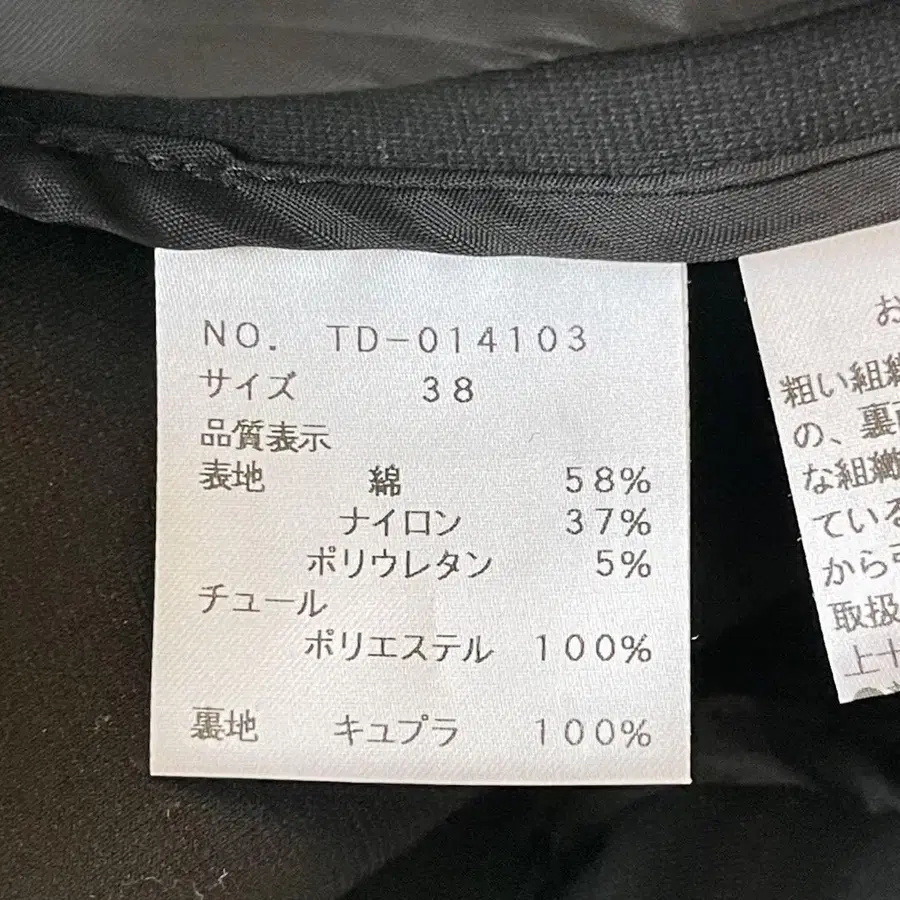 NO. TD-014103
サイズ 38
品質表示
表地 綿 58%
ナイロン 37%
ポリウレタン 5%
チュール
ポリエステル 100%
裏地 キュプラ 100%
お
粗い組織
の、裏
な組織
ている
から
取扱
上十